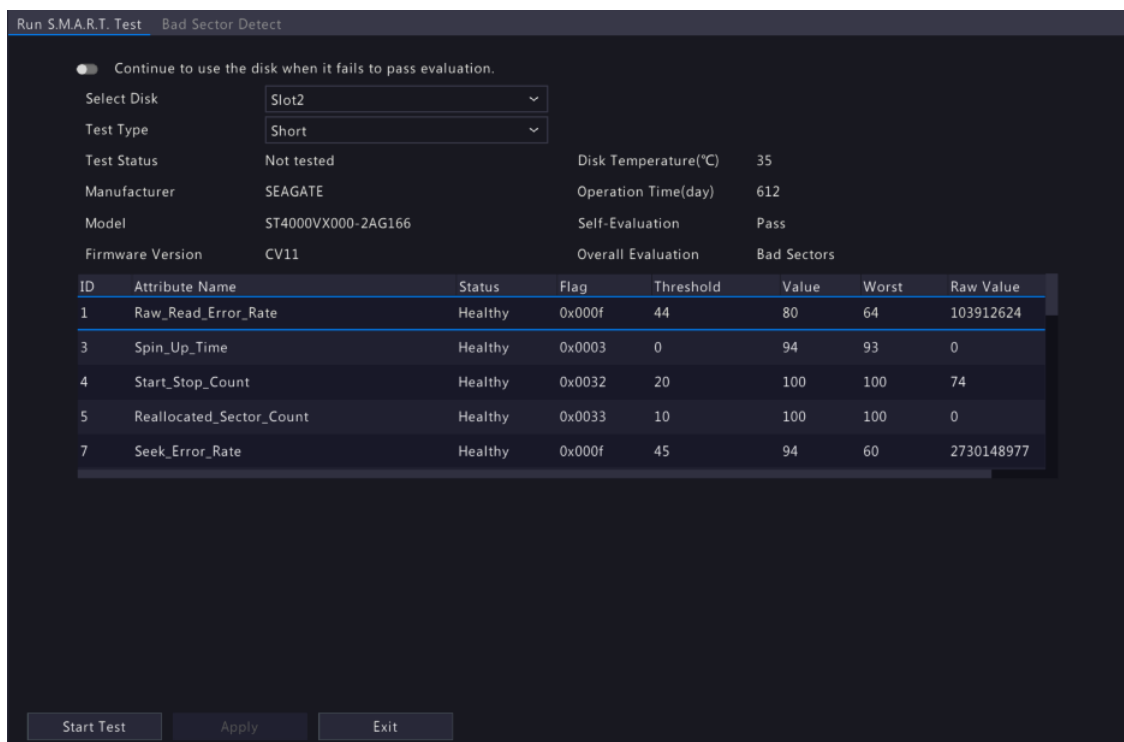 Run S.M.A.R.T. Test Bad Sector Detect
Continue to use the disk when it fails to pass evaluation.
Select Disk Slot2
Test Type Short
Test Status Not tested Disk Temperature(℃) 35
Manufacturer SEAGATE Operation Time(day) 612
Model ST4000VX000-2AG166 Self-Evaluation Pass
Firmware Version CV11 Overall Evaluation Bad Sectors
ID Attribute Name Status Flag Threshold Value Worst Raw Value
1 Raw_Read_Error_Rate Healthy 0x000f 44 80 64 103912624
3 Spin_Up_Time Healthy 0x0003 0 94 93 0
4 Start_Stop_Count Healthy 0x0032 20 100 100 74
5 Reallocated_Sector_Count Healthy 0x0033 10 100 100 0
7 Seek_Error_Rate Healthy 0x000f 45 94 60 2730148977
Start Test Apply Exit